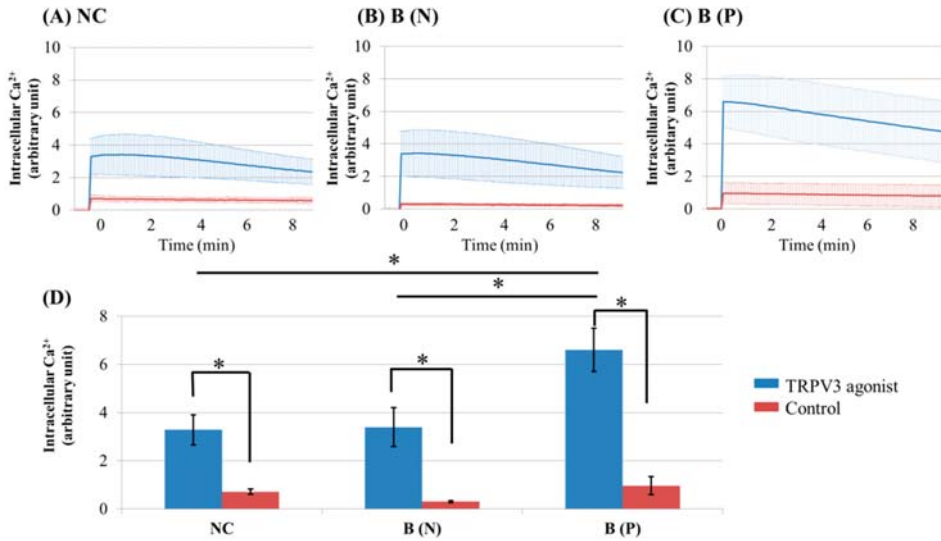 (A) NC
(B) B (N)
(C) B (P)
Intracellular Ca²⁺
(arbitrary unit)
10
8
6
4
2
0
0 2 4 6 8
Time (min)
Intracellular Ca²⁺
(arbitrary unit)
10
8
6
4
2
0
0 2 4 6 8
Time (min)
Intracellular Ca²⁺
(arbitrary unit)
10
8
6
4
2
0
0 2 4 6 8
Time (min)
*
*
*
(D)
Intracellular Ca²⁺
(arbitrary unit)
8
6
4
2
0
*
*
NC
B (N)
B (P)
TRPV3 agonist
Control